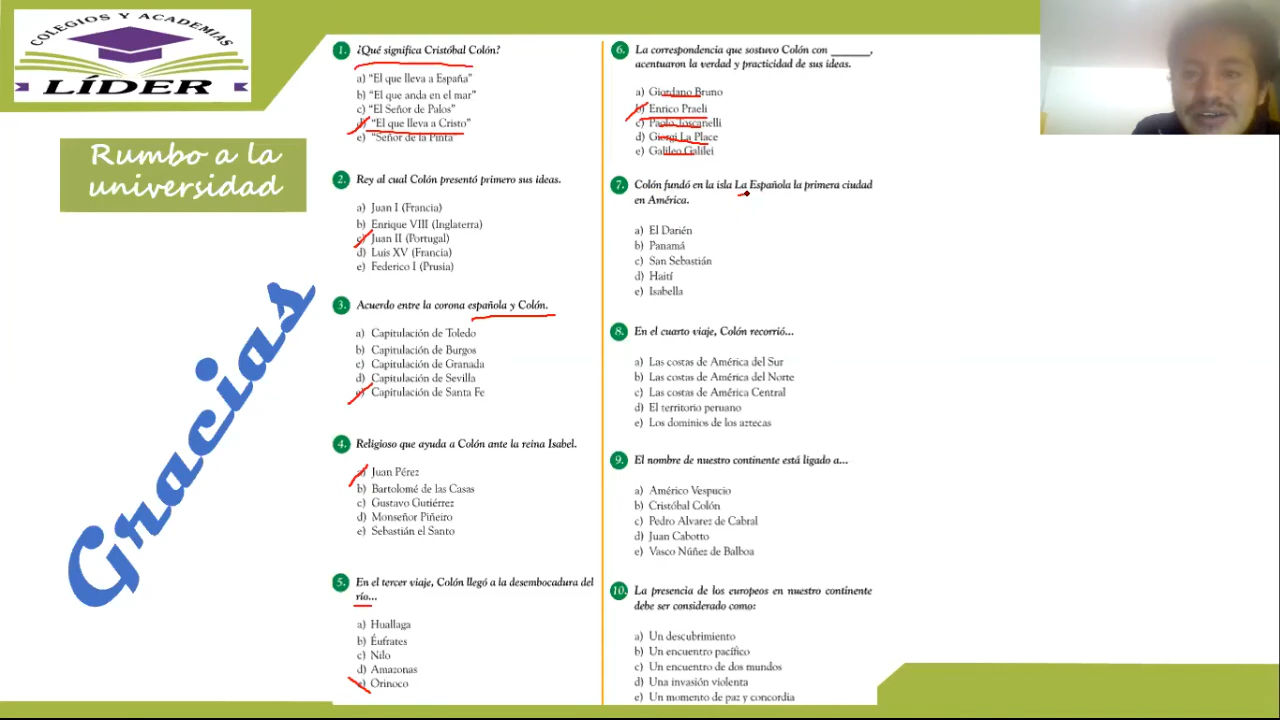 COLEGIOS Y ACADEMIAS
LÍDER
Rumbo a la
universidad
Gracias
1. ¿Qué significa Cristóbal Colón?
a) "El que lleva a España"
b) "El que anda en el mar"
c) "El Señor de Palos"
d) "El que lleva a Cristo"
e) "Señor de la Pinta
2. Rey al cual Colón presentó primero sus ideas.
a) Juan I (Francia)
b) Enrique VIII (Inglaterra)
c) Juan II (Portugal)
d) Luis XV (Francia)
e) Federico I (Prusia)
3. Acuerdo entre la corona española y Colón.
a) Capitulación de Toledo
b) Capitulación de Burgos
c) Capitulación de Granada
d) Capitulación de Sevilla
e) Capitulación de Santa Fe
4. Religioso que ayuda a Colón ante la reina Isabel.
a) Juan Pérez
b) Bartolomé de las Casas
c) Gustavo Gutiérrez
d) Monseñor Piñeiro
e) Sebastián el Santo
5. En el tercer viaje, Colón llegó a la desembocadura del
río...
a) Huallaga
b) Éufrates
c) Nilo
d) Amazonas
e) Orinoco
6. La correspondencia que sostuvo Colón con _______,
acentuaron la verdad y practicidad de sus ideas.
a) Giordano Bruno
b) Enrico Praeli
c) Paolo Toscanelli
d) Giorgi La Place
e) Galileo Galilei
7. Colón fundó en la isla La Española la primera ciudad
en América.
a) El Darién
b) Panamá
c) San Sebastián
d) Haití
e) Isabella
8. En el cuarto viaje, Colón recorrió...
a) Las costas de América del Sur
b) Las costas de América del Norte
c) Las costas de América Central
d) El territorio peruano
e) Los dominios de los aztecas
9. El nombre de nuestro continente está ligado a...
a) Américo Vespucio
b) Cristóbal Colón
c) Pedro Alvarez de Cabral
d) Juan Cabotto
e) Vasco Núñez de Balboa
10. La presencia de los europeos en nuestro continente
debe ser considerado como:
a) Un descubrimiento
b) Un encuentro pacífico
c) Un encuentro de dos mundos
d) Una invasión violenta
e) Un momento de paz y concordia